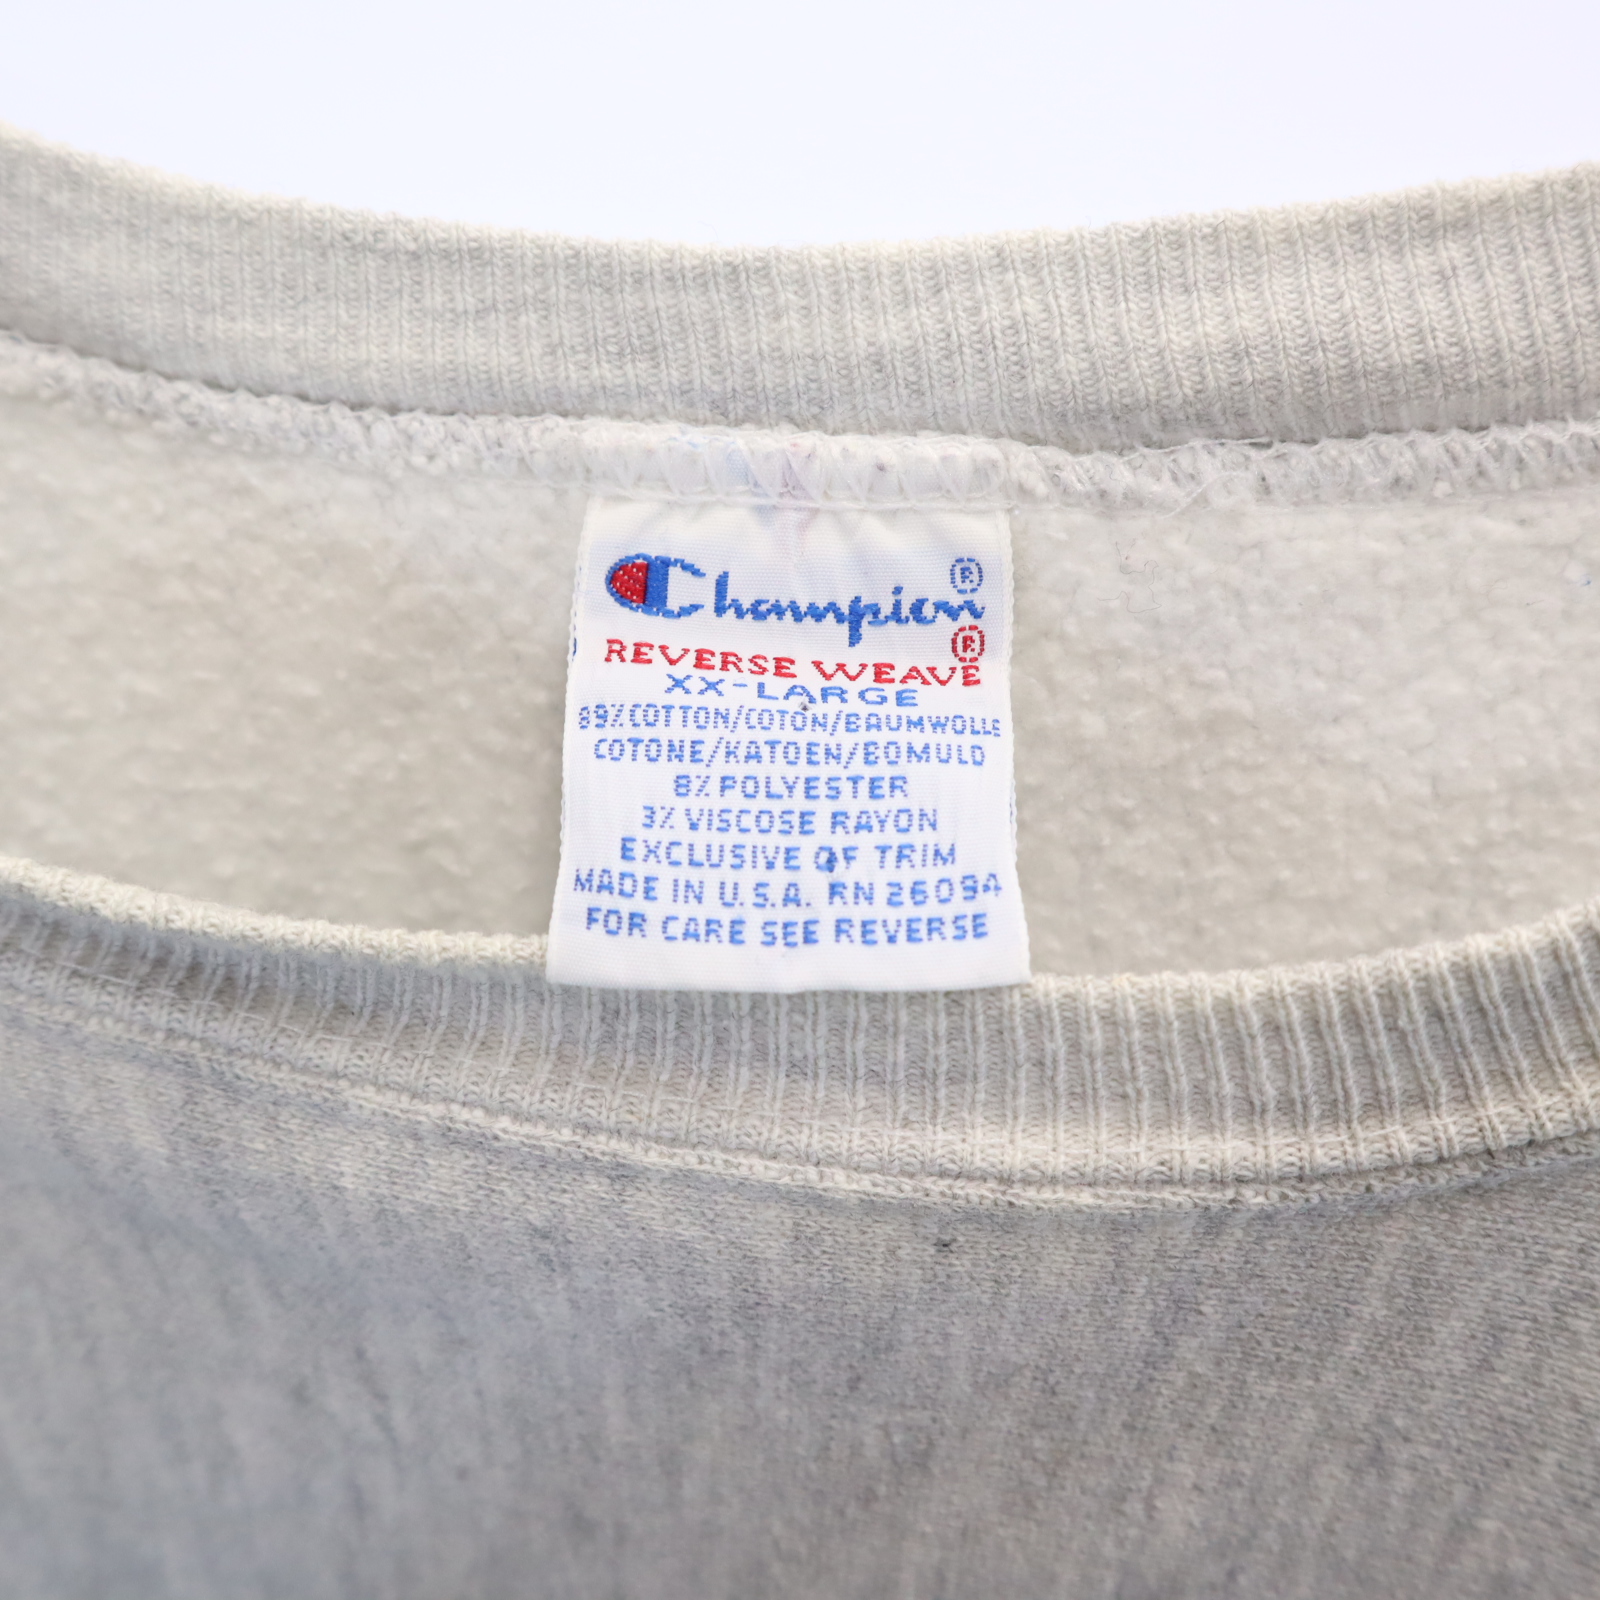 Champion®
REVERSE WEAVE®
XX-LARGE
89% COTTON/COTON/BAUMWOLLE
COTONE/KATOEN/BOMULD
8% POLYESTER
3% VISCOSE RAYON
EXCLUSIVE OF TRIM
MADE IN U.S.A. RN 26094
FOR CARE SEE REVERSE